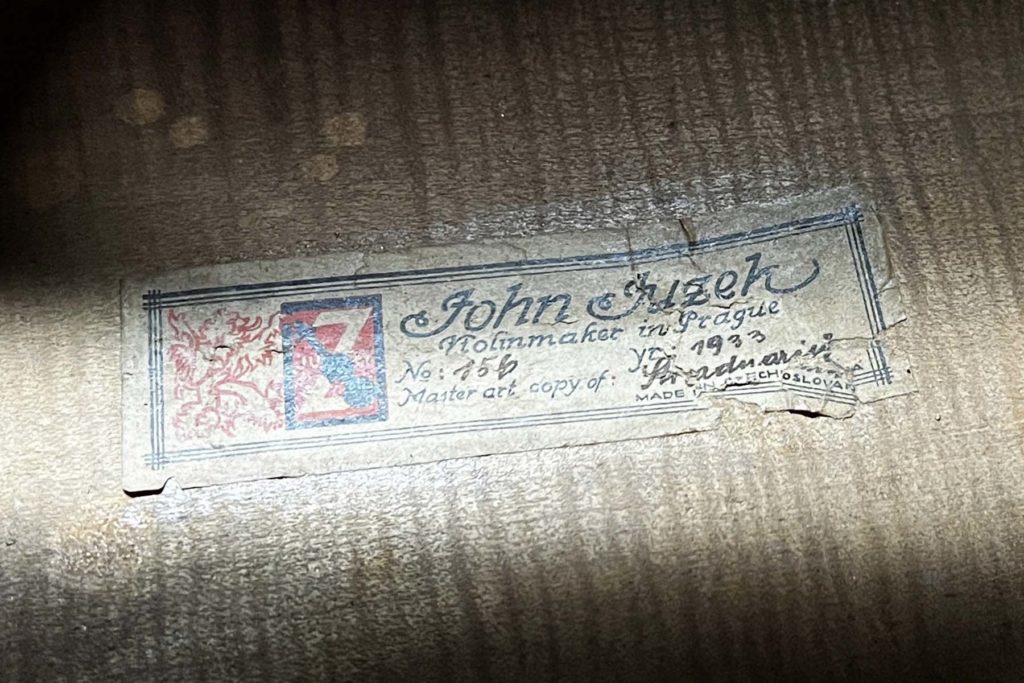 John Juzek
Violinmaker in Prague
No: 156 yr: 1933
Master art copy of: Stradivarius
MADE IN CZECHOSLOVAKIA